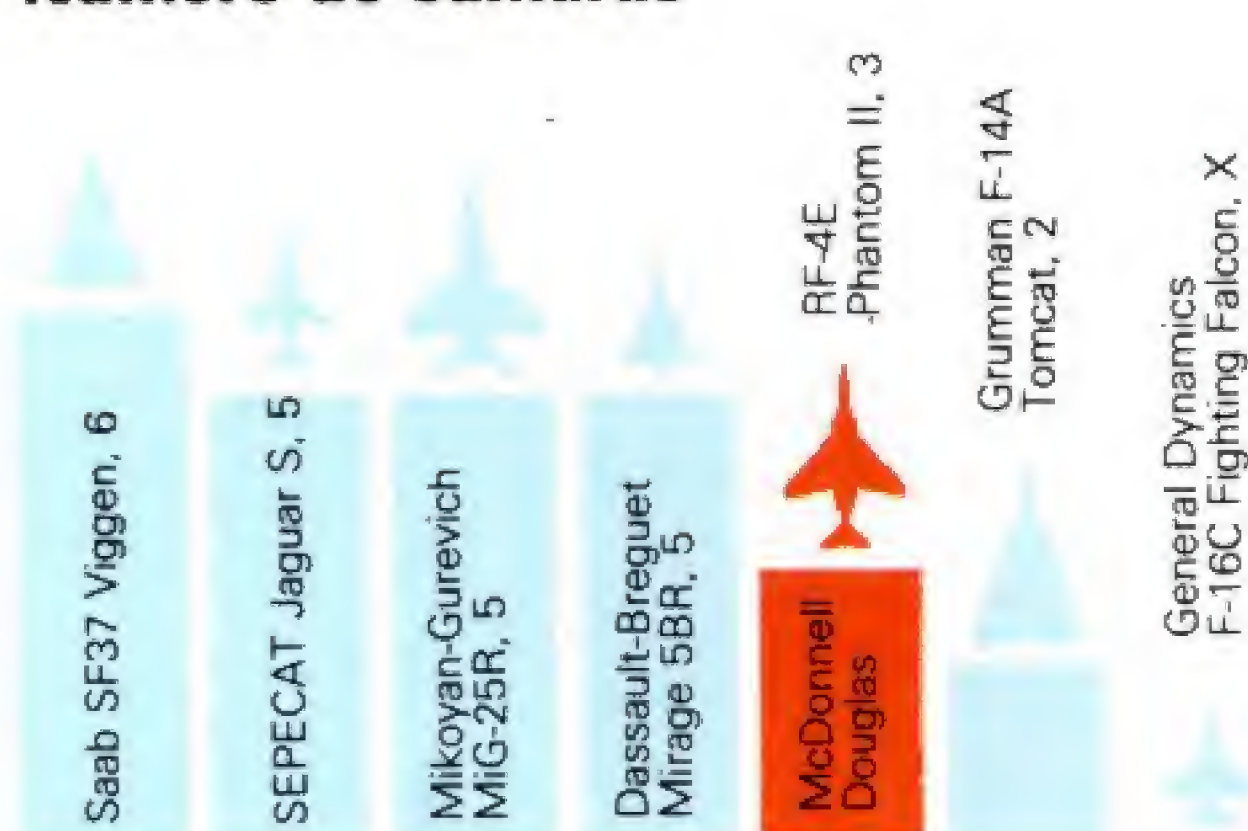 Saab SF37 Viggen, 6
SEPECAT Jaguar S, 5
Mikoyan-Gurevich
MiG-25R, 5
Dassault-Breguet
Mirage 5BR, 5
McDonnell
Douglas
RF-4E
Phantom II, 3
Grumman F-14A
Tomcat, 2
General Dynamics
F-16C Fighting Falcon, X